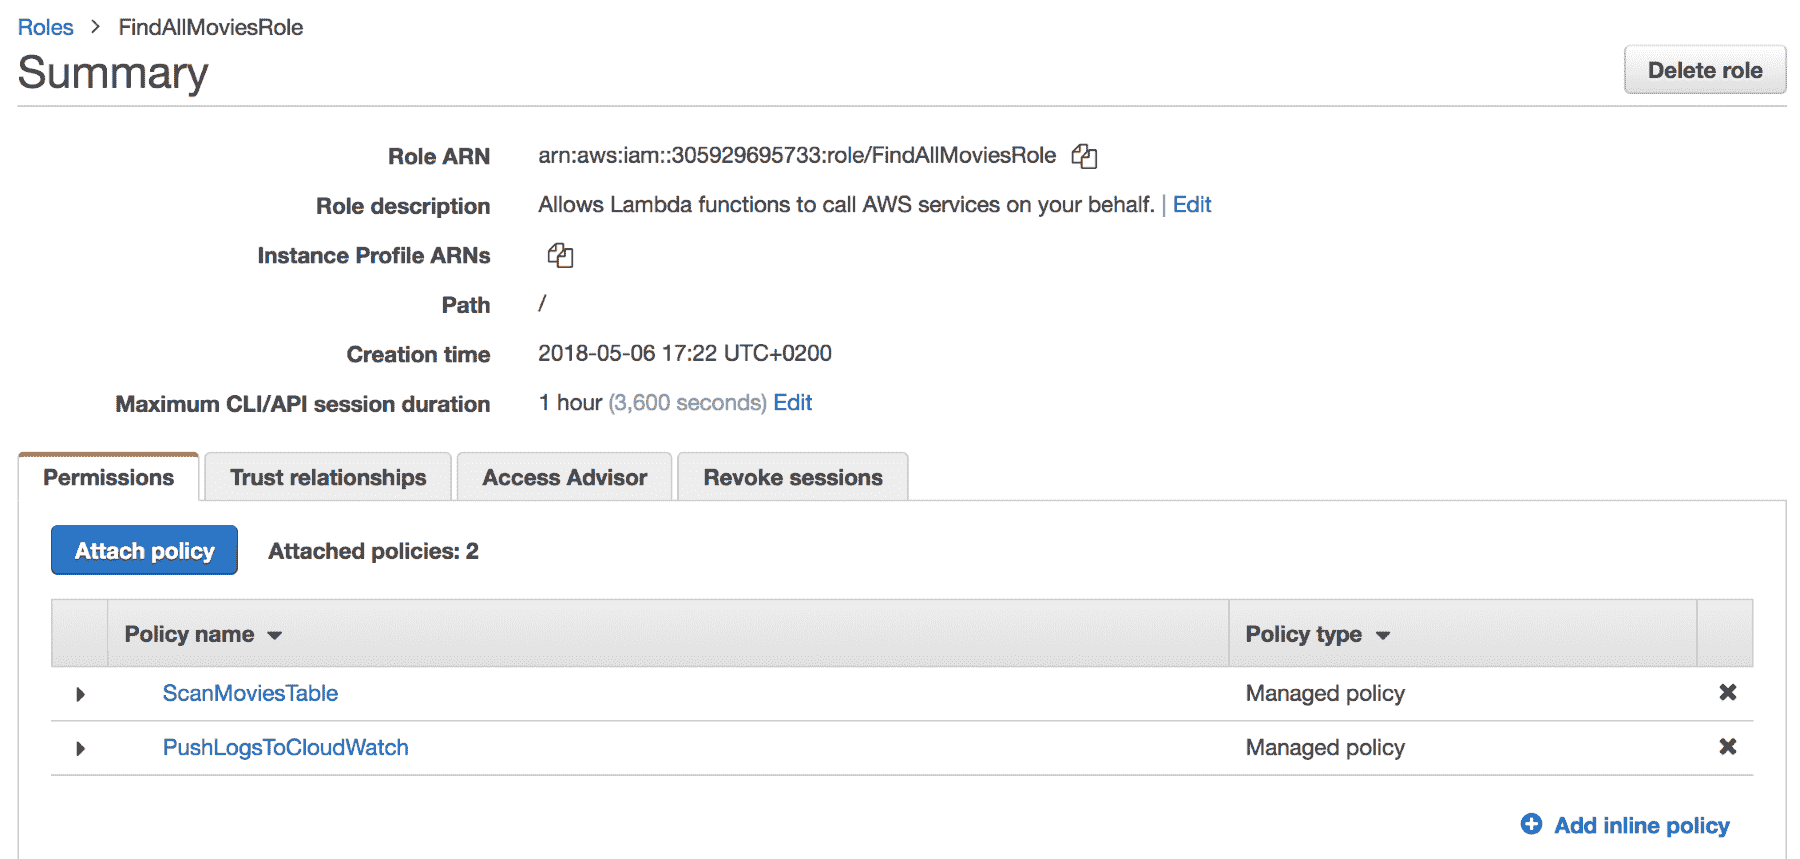 Roles > FindAllMoviesRole
Summary
Delete role
Role ARN arn:aws:iam::305929695733:role/FindAllMoviesRole
Role description Allows Lambda functions to call AWS services on your behalf. | Edit
Instance Profile ARNs
Path /
Creation time 2018-05-06 17:22 UTC+0200
Maximum CLI/API session duration 1 hour (3,600 seconds) Edit
Permissions Trust relationships Access Advisor Revoke sessions
Attach policy Attached policies: 2
Policy name Policy type
ScanMoviesTable Managed policy
PushLogsToCloudWatch Managed policy
Add inline policy